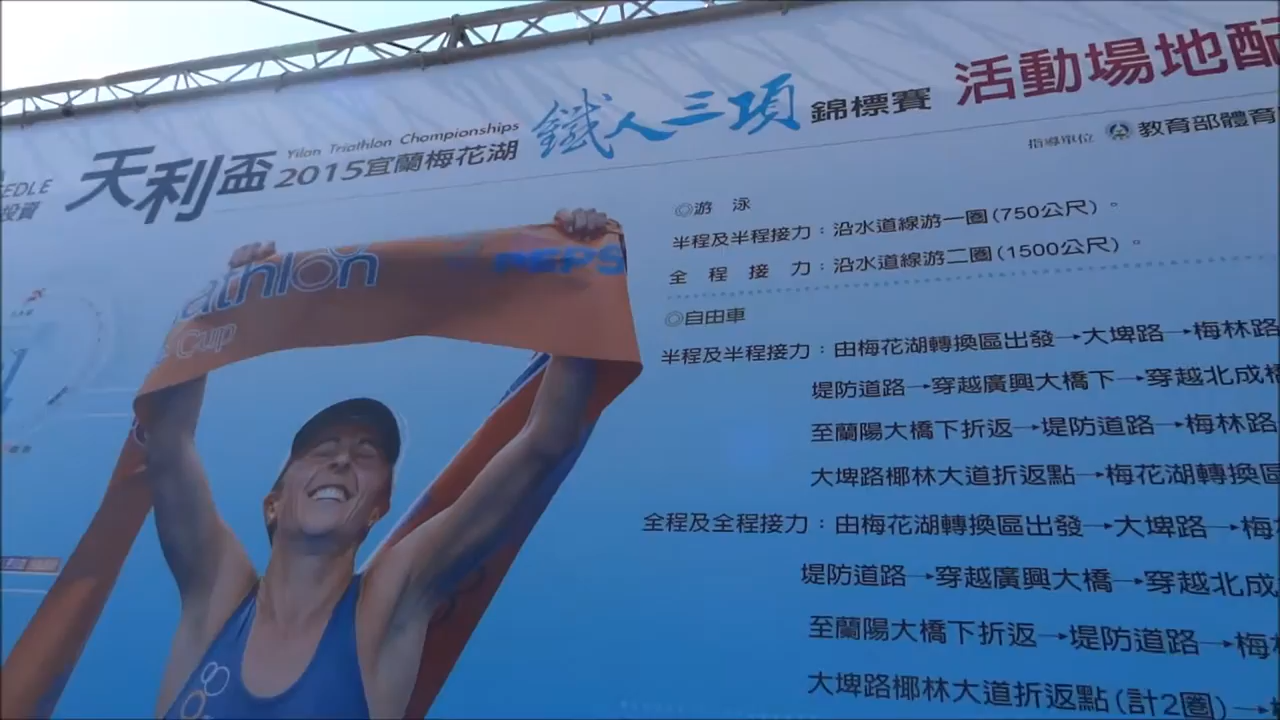 EEDLE
投資
天利盃
Yilan Triathlon Championships
2015宜蘭梅花湖
鐵人三項 錦標賽 活動場地配
指導單位 教育部體育
athlon
PEPS
Cup
◎游 泳
半程及半程接力：沿水道線游一圈(750公尺)。
全 程 接 力：沿水道線游二圈(1500公尺)。
◎自由車
半程及半程接力：由梅花湖轉換區出發→大埤路→梅林路
堤防道路→穿越廣興大橋下→穿越北成橋
至蘭陽大橋下折返→堤防道路→梅林路
大埤路椰林大道折返點→梅花湖轉換區
全程及全程接力：由梅花湖轉換區出發→大埤路→梅
堤防道路→穿越廣興大橋→穿越北成
至蘭陽大橋下折返→堤防道路→梅
大埤路椰林大道折返點(計2圈)→